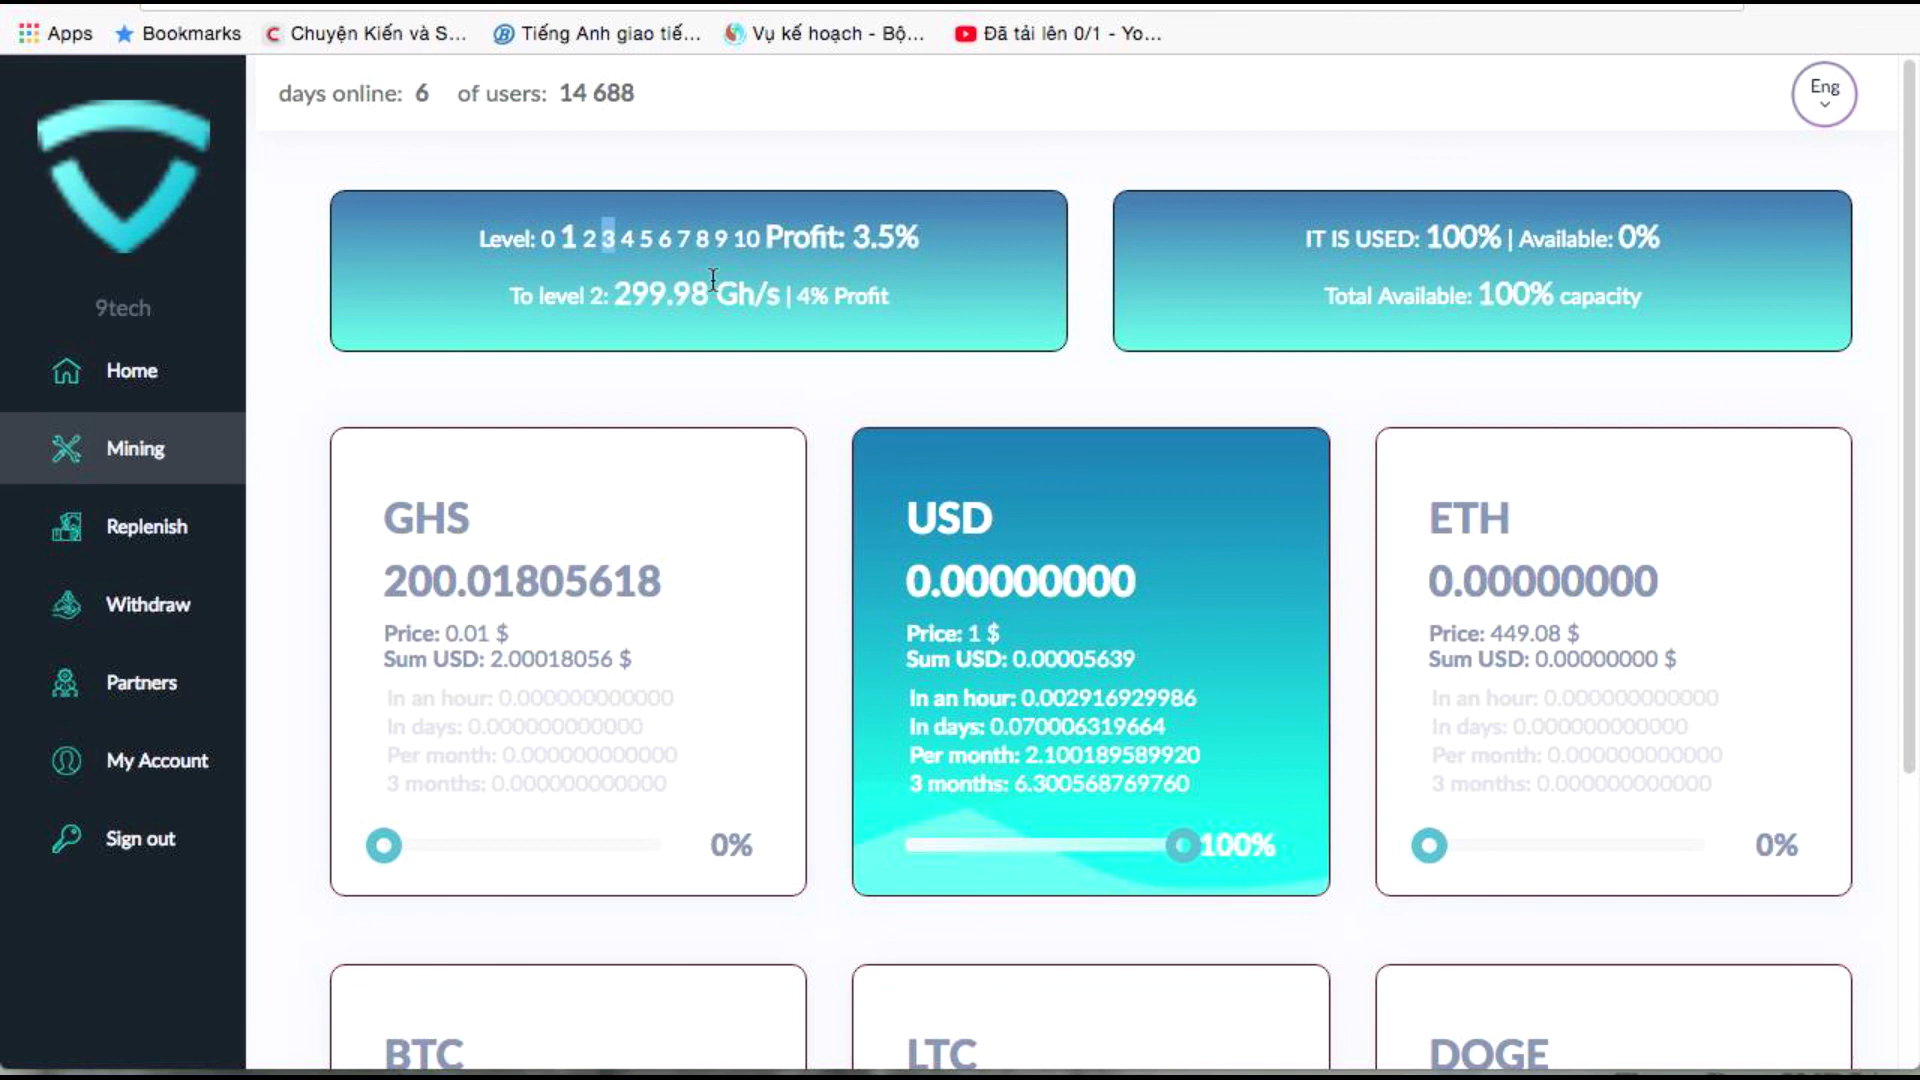 Apps Bookmarks Chuyện Kiến và S... Tiếng Anh giao tiế... Vụ kế hoạch - Bộ... Đã tải lên 0/1 - Yo...
days online: 6 of users: 14 688
Eng
9tech
Home
Mining
Replenish
Withdraw
Partners
My Account
Sign out
Level: 0 1 2 3 4 5 6 7 8 9 10 Profit: 3.5%
To level 2: 299.98 Gh/s | 4% Profit
IT IS USED: 100% | Available: 0%
Total Available: 100% capacity
GHS
200.01805618
Price: 0.01 $
Sum USD: 2.00018056 $
In an hour: 0.000000000000
In days: 0.000000000000
Per month: 0.000000000000
3 months: 0.000000000000
0%
USD
0.00000000
Price: 1 $
Sum USD: 0.00005639
In an hour: 0.002916929986
In days: 0.070006319664
Per month: 2.100189589920
3 months: 6.300568769760
100%
ETH
0.00000000
Price: 449.08 $
Sum USD: 0.00000000 $
In an hour: 0.000000000000
In days: 0.000000000000
Per month: 0.000000000000
3 months: 0.000000000000
0%
BTC
LTC
DOGE